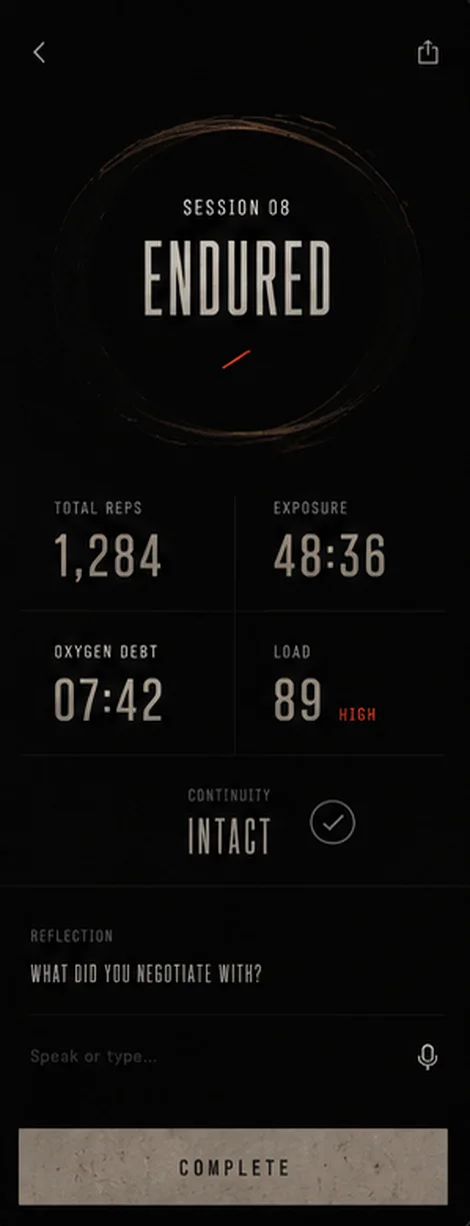 SESSION 08
ENDURED
TOTAL REPS
1,284
EXPOSURE
48:36
OXYGEN DEBT
07:42
LOAD
89 HIGH
CONTINUITY
INTACT
REFLECTION
WHAT DID YOU NEGOTIATE WITH?
Speak or type...
COMPLETE